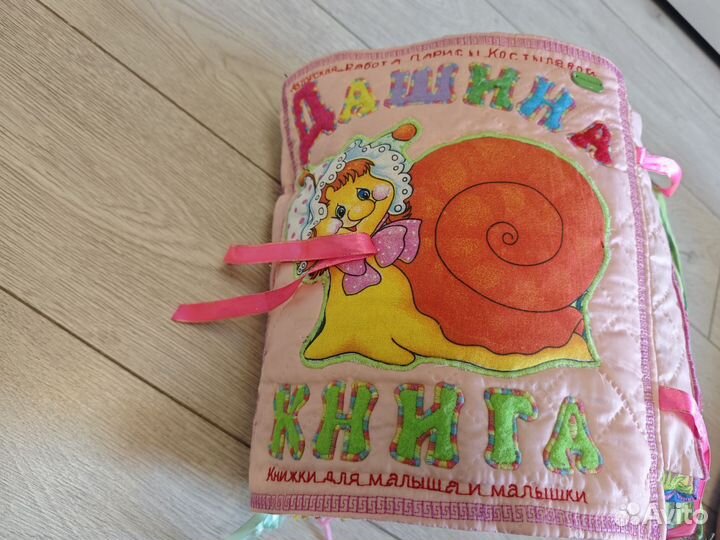 Авторская работа Ларисы Костылевой
ДАШИНА
КНИГА
Книжки для малыша и малышки
Avito